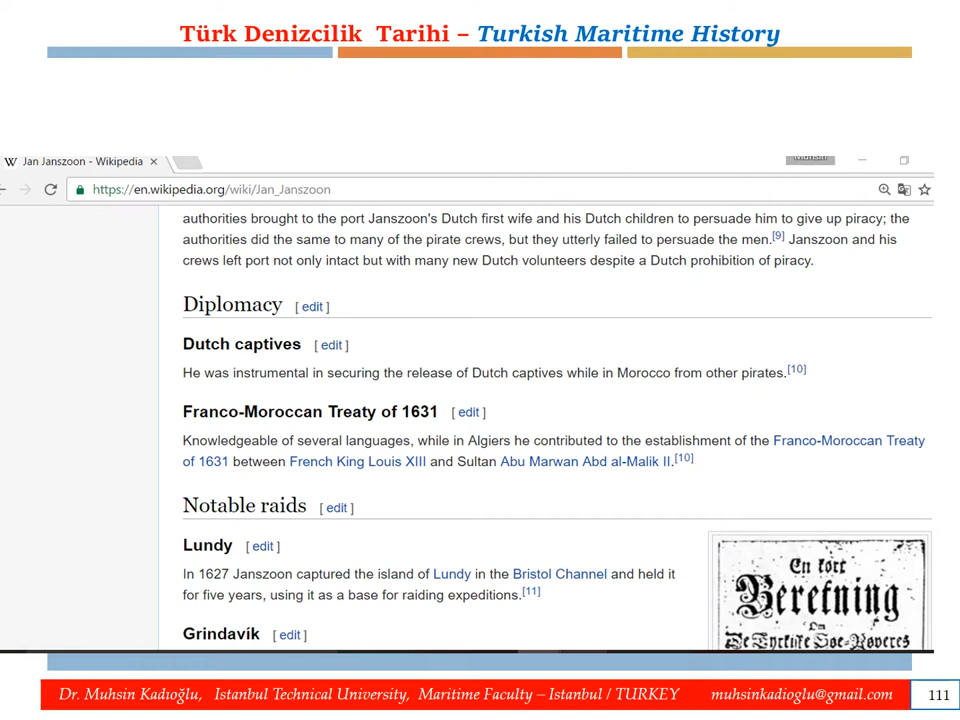 Türk Denizcilik Tarihi – Turkish Maritime History
Jan Janszoon - Wikipedia
https://en.wikipedia.org/wiki/Jan_Janszoon
authorities brought to the port Janszoon's Dutch first wife and his Dutch children to persuade him to give up piracy; the
authorities did the same to many of the pirate crews, but they utterly failed to persuade the men.[9] Janszoon and his
crews left port not only intact but with many new Dutch volunteers despite a Dutch prohibition of piracy.
Diplomacy [ edit ]
Dutch captives [ edit ]
He was instrumental in securing the release of Dutch captives while in Morocco from other pirates.[10]
Franco-Moroccan Treaty of 1631 [ edit ]
Knowledgeable of several languages, while in Algiers he contributed to the establishment of the Franco-Moroccan Treaty
of 1631 between French King Louis XIII and Sultan Abu Marwan Abd al-Malik II.[10]
Notable raids [ edit ]
Lundy [ edit ]
In 1627 Janszoon captured the island of Lundy in the Bristol Channel and held it
for five years, using it as a base for raiding expeditions.[11]
Grindavík [ edit ]
En kort
Berefning
Om
De Tyrkiske Soe-Röveres
Dr. Muhsin Kadıoğlu, Istanbul Technical University, Maritime Faculty – Istanbul / TURKEY muhsinkadioglu@gmail.com
111